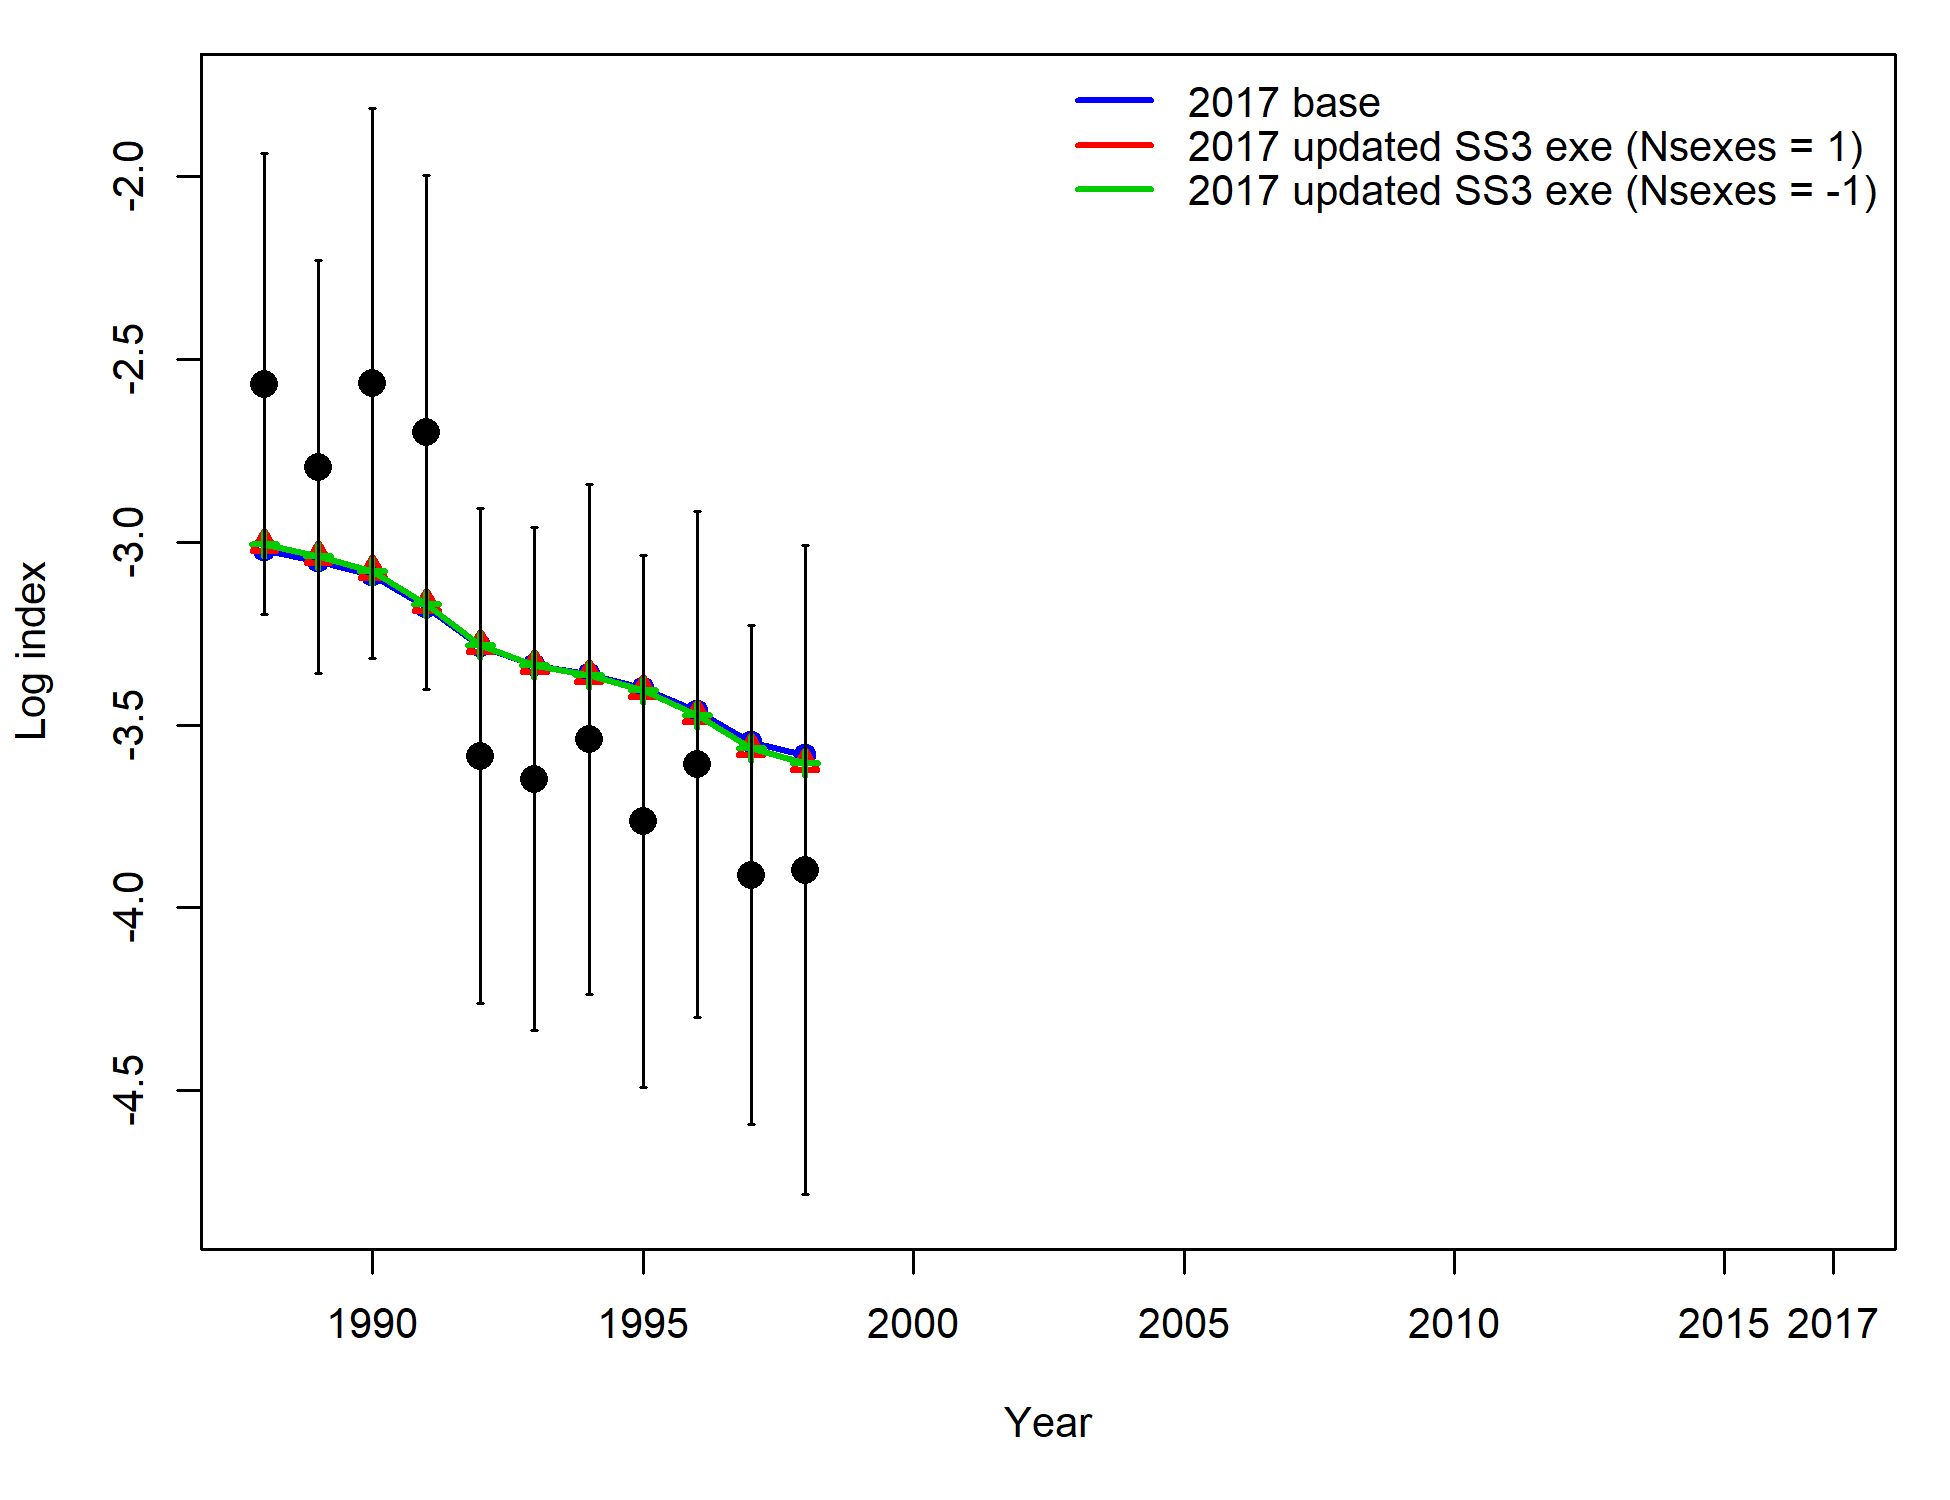 2017 base
2017 updated SS3 exe (Nsexes = 1)
2017 updated SS3 exe (Nsexes = -1)
Log index
-2.0
-2.5
-3.0
-3.5
-4.0
-4.5
1990 1995 2000 2005 2010 2015 2017
Year